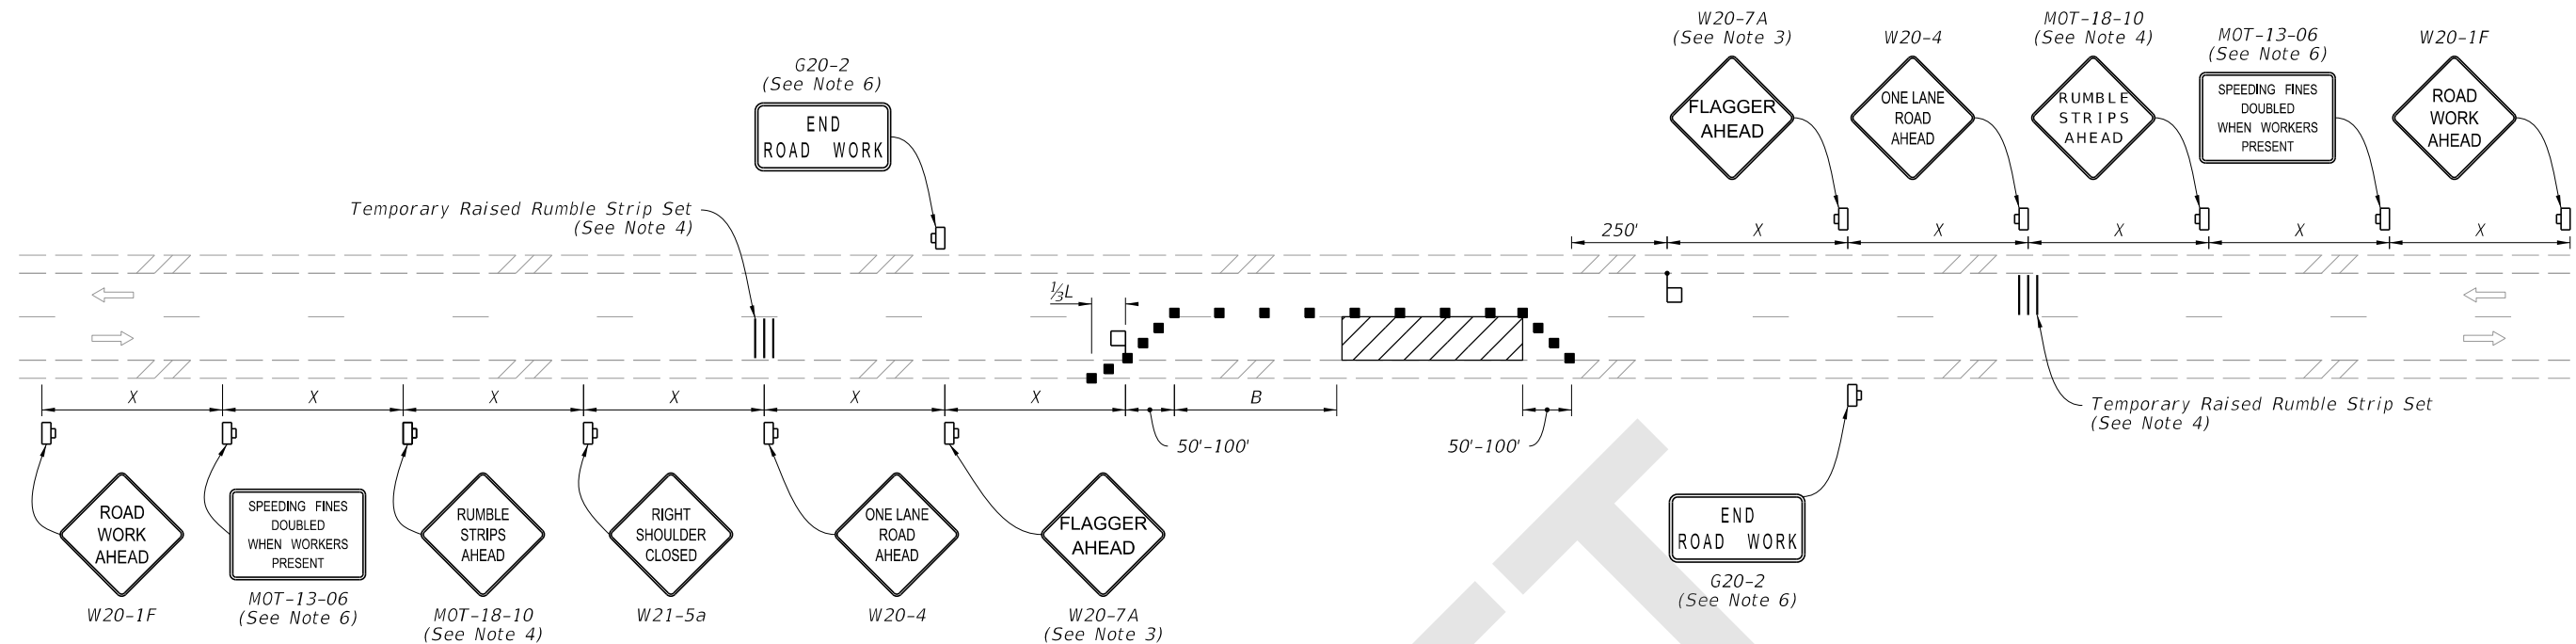 W20-7A
(See Note 3)
FLAGGER
AHEAD
W20-4
ONE LANE
ROAD
AHEAD
MOT-18-10
(See Note 4)
RUMBLE
STRIPS
AHEAD
MOT-13-06
(See Note 6)
SPEEDING FINES
DOUBLED
WHEN WORKERS
PRESENT
W20-1F
ROAD
WORK
AHEAD
G20-2
(See Note 6)
END
ROAD WORK
Temporary Raised Rumble Strip Set
(See Note 4)
250'
X
X
X
X
X
⅓L
X
X
X
X
X
X
B
50'-100'
50'-100'
Temporary Raised Rumble Strip Set
(See Note 4)
ROAD
WORK
AHEAD
W20-1F
SPEEDING FINES
DOUBLED
WHEN WORKERS
PRESENT
MOT-13-06
(See Note 6)
RUMBLE
STRIPS
AHEAD
MOT-18-10
(See Note 4)
RIGHT
SHOULDER
CLOSED
W21-5a
ONE LANE
ROAD
AHEAD
W20-4
FLAGGER
AHEAD
W20-7A
(See Note 3)
END
ROAD WORK
G20-2
(See Note 6)